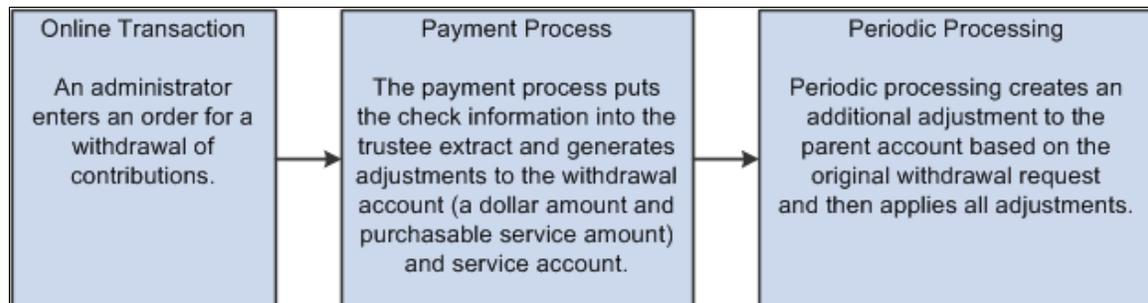 Online Transaction
An administrator
enters an order for a
withdrawal of
contributions.
Payment Process
The payment process puts
the check information into the
trustee extract and generates
adjustments to the withdrawal
account (a dollar amount and
purchasable service amount)
and service account.
Periodic Processing
Periodic processing creates an
additional adjustment to the
parent account based on the
original withdrawal request
and then applies all adjustments.